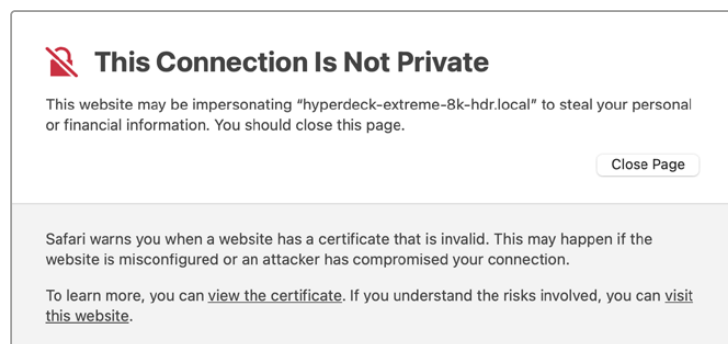 This Connection Is Not Private
This website may be impersonating “hyperdeck-extreme-8k-hdr.local” to steal your personal
or financial information. You should close this page.
Close Page
Safari warns you when a website has a certificate that is invalid. This may happen if the
website is misconfigured or an attacker has compromised your connection.
To learn more, you can view the certificate. If you understand the risks involved, you can visit
this website.